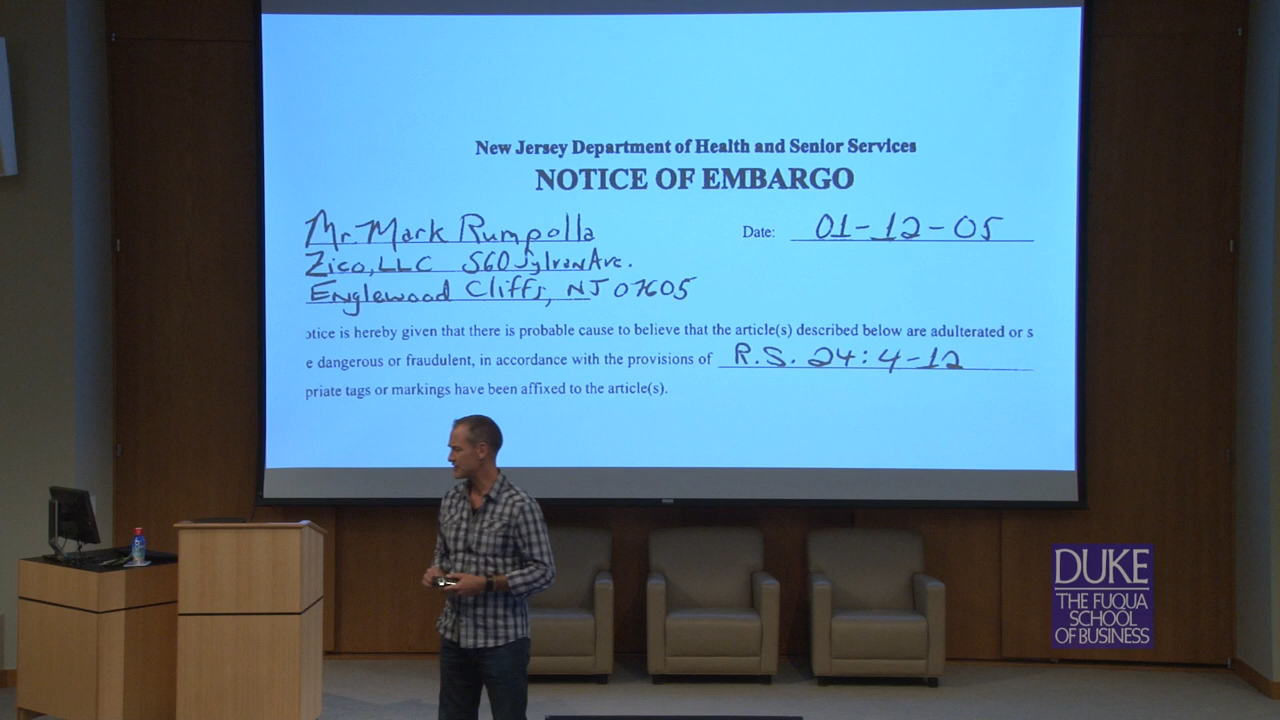 New Jersey Department of Health and Senior Services
NOTICE OF EMBARGO
Mr. Mark Rumpolla
Date: 01-12-05
Zico, LLC 560 Sylvan Ave.
Englewood Cliffs, NJ 07605
otice is hereby given that there is probable cause to believe that the article(s) described below are adulterated or s
e dangerous or fraudulent, in accordance with the provisions of R.S. 24:4-12
priate tags or markings have been affixed to the article(s).
DUKE
THE FUQUA
SCHOOL
OF BUSINESS